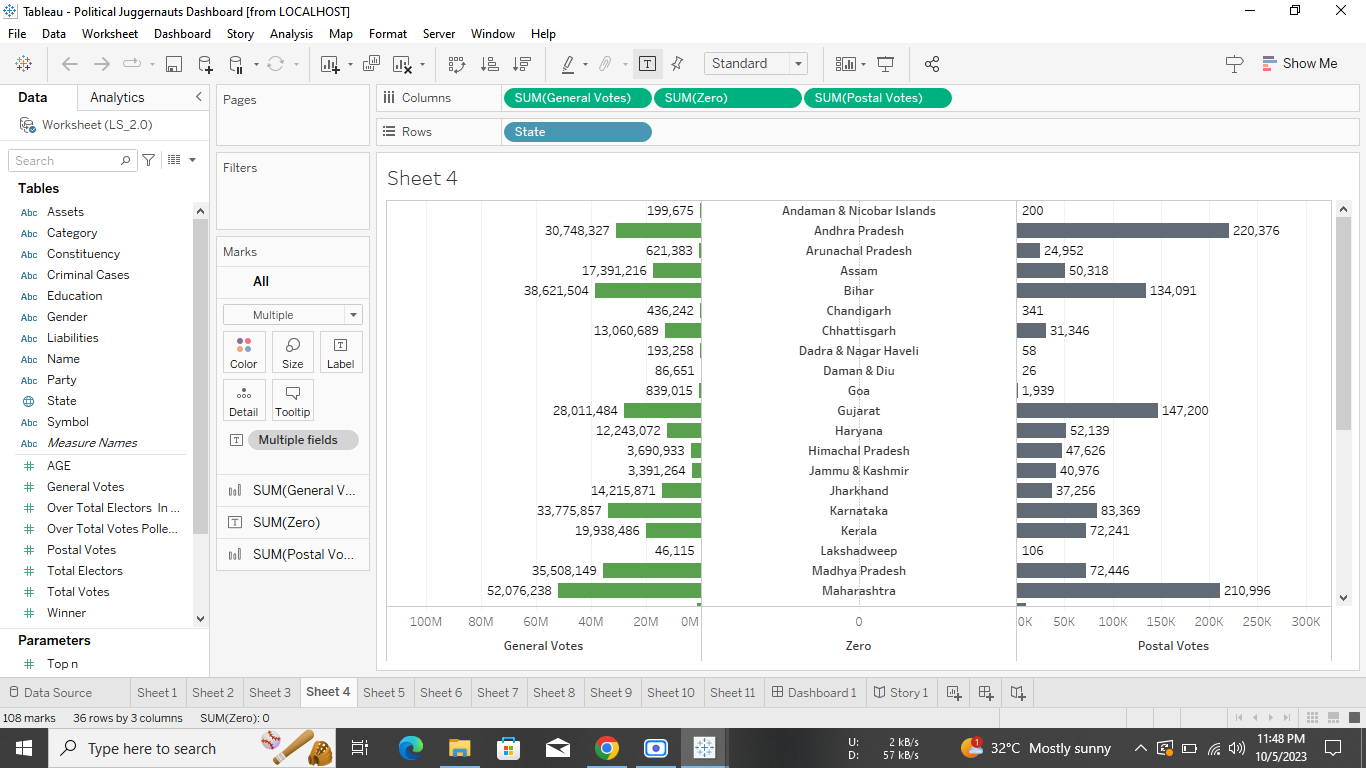 Tableau - Political Juggernauts Dashboard [from LOCALHOST]
File Data Worksheet Dashboard Story Analysis Map Format Server Window Help
Standard
Show Me
Data Analytics
Worksheet (LS_2.0)
Search
Tables
Abc Assets
Abc Category
Abc Constituency
Abc Criminal Cases
Abc Education
Abc Gender
Abc Liabilities
Abc Name
Abc Party
State
Abc Symbol
Abc Measure Names
# AGE
# General Votes
# Over Total Electors In ...
# Over Total Votes Polle...
# Postal Votes
# Total Electors
# Total Votes
# Winner
Parameters
# Top n
Pages
Filters
Marks
All
Multiple
Color Size Label
Detail Tooltip
Multiple fields
SUM(General V...
SUM(Zero)
SUM(Postal Vo...
Columns SUM(General Votes) SUM(Zero) SUM(Postal Votes)
Rows State
Sheet 4
199,675 Andaman & Nicobar Islands 200
30,748,327 Andhra Pradesh 220,376
621,383 Arunachal Pradesh 24,952
17,391,216 Assam 50,318
38,621,504 Bihar 134,091
436,242 Chandigarh 341
13,060,689 Chhattisgarh 31,346
193,258 Dadra & Nagar Haveli 58
86,651 Daman & Diu 26
839,015 Goa 1,939
28,011,484 Gujarat 147,200
12,243,072 Haryana 52,139
3,690,933 Himachal Pradesh 47,626
3,391,264 Jammu & Kashmir 40,976
14,215,871 Jharkhand 37,256
33,775,857 Karnataka 83,369
19,938,486 Kerala 72,241
46,115 Lakshadweep 106
35,508,149 Madhya Pradesh 72,446
52,076,238 Maharashtra 210,996
100M 80M 60M 40M 20M 0M 0 0K 50K 100K 150K 200K 250K 300K
General Votes Zero Postal Votes
Data Source Sheet 1 Sheet 2 Sheet 3 Sheet 4 Sheet 5 Sheet 6 Sheet 7 Sheet 8 Sheet 9 Sheet 10 Sheet 11 Dashboard 1 Story 1
108 marks 36 rows by 3 columns SUM(Zero): 0
Type here to search
U: 2 kB/s
D: 57 kB/s
1 32°C Mostly sunny
11:48 PM
10/5/2023